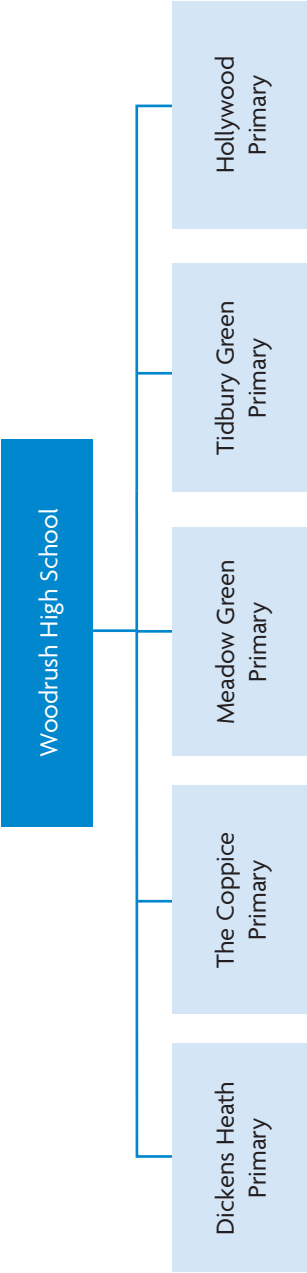 Woodrush High School
Dickens Heath
Primary
The Coppice
Primary
Meadow Green
Primary
Tidbury Green
Primary
Hollywood
Primary